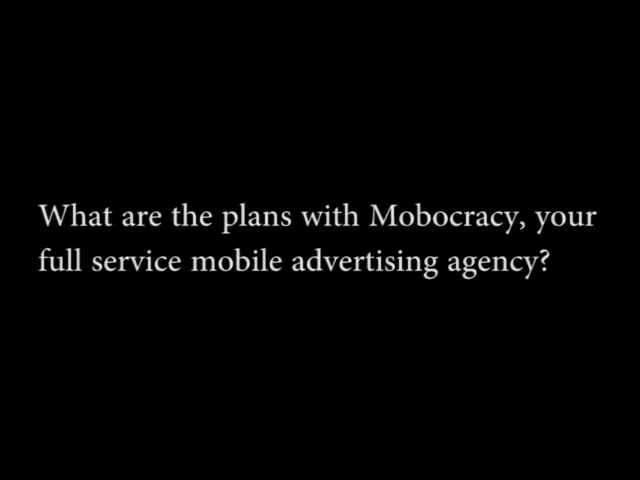 What are the plans with Mobocracy, your
full service mobile advertising agency?